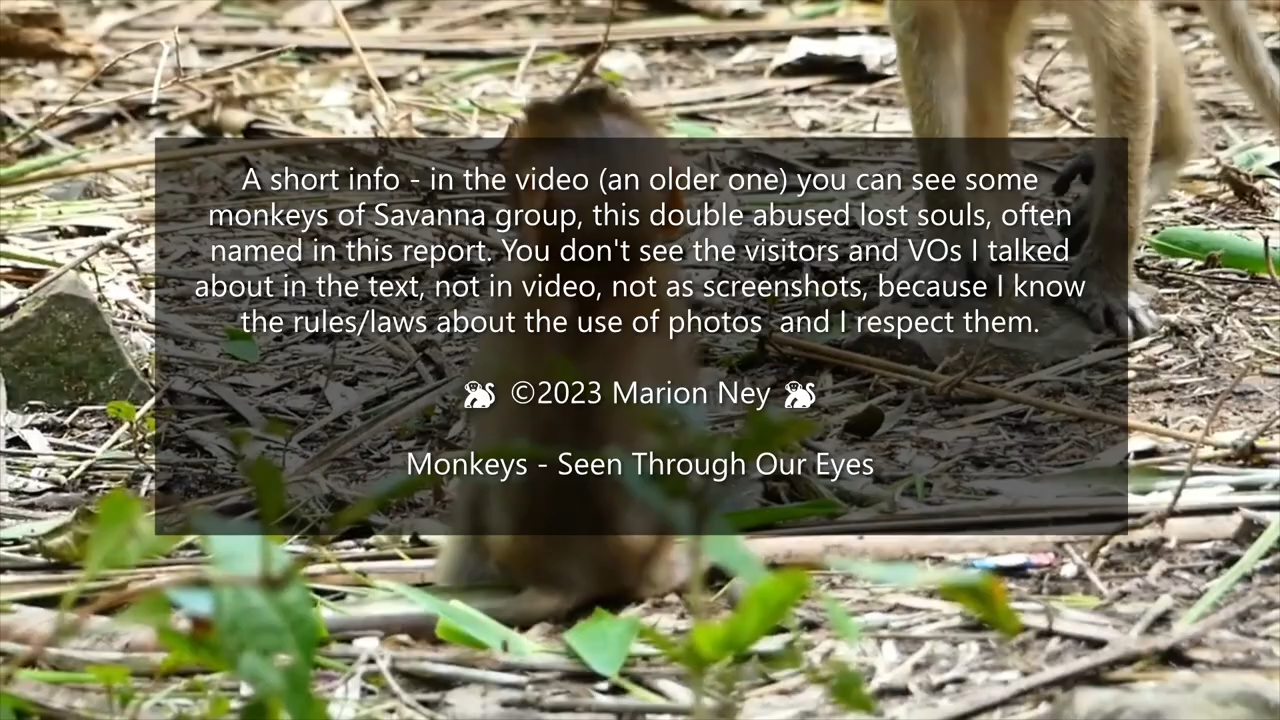 A short info - in the video (an older one) you can see some
monkeys of Savanna group, this double abused lost souls, often
named in this report. You don't see the visitors and VOs I talked
about in the text, not in video, not as screenshots, because I know
the rules/laws about the use of photos  and I respect them.
🐒 ©2023 Marion Ney 🐒
Monkeys - Seen Through Our Eyes